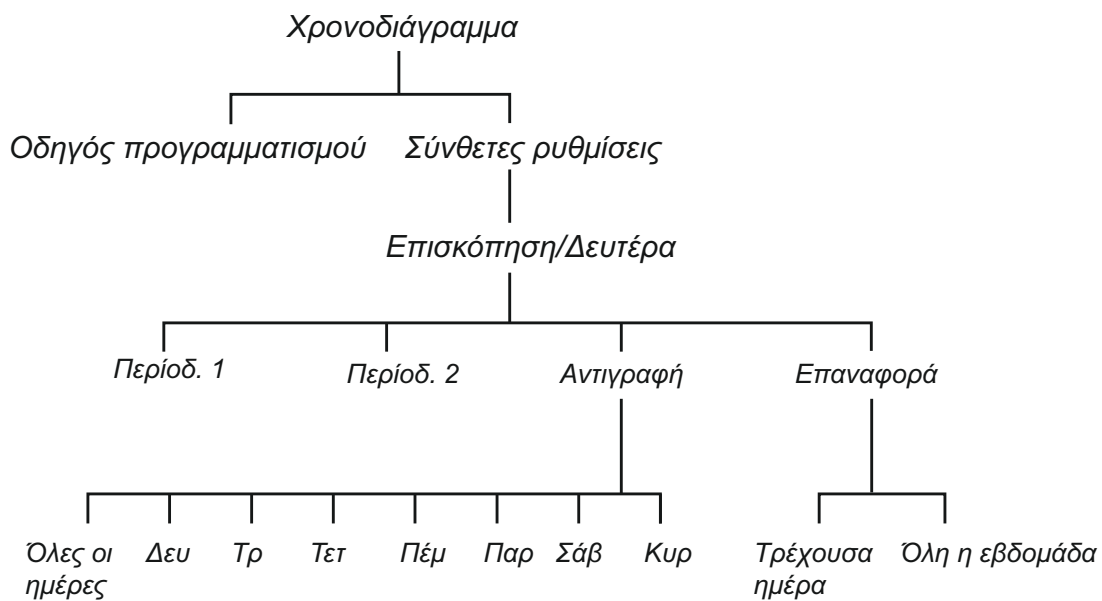 Χρονοδιάγραμμα
Οδηγός προγραμματισμού Σύνθετες ρυθμίσεις
Επισκόπηση/Δευτέρα
Περίοδ. 1 Περίοδ. 2 Αντιγραφή Επαναφορά
Όλες οι ημέρες Δευ Τρ Τετ Πέμ Παρ Σάβ Κυρ Τρέχουσα ημέρα Όλη η εβδομάδα